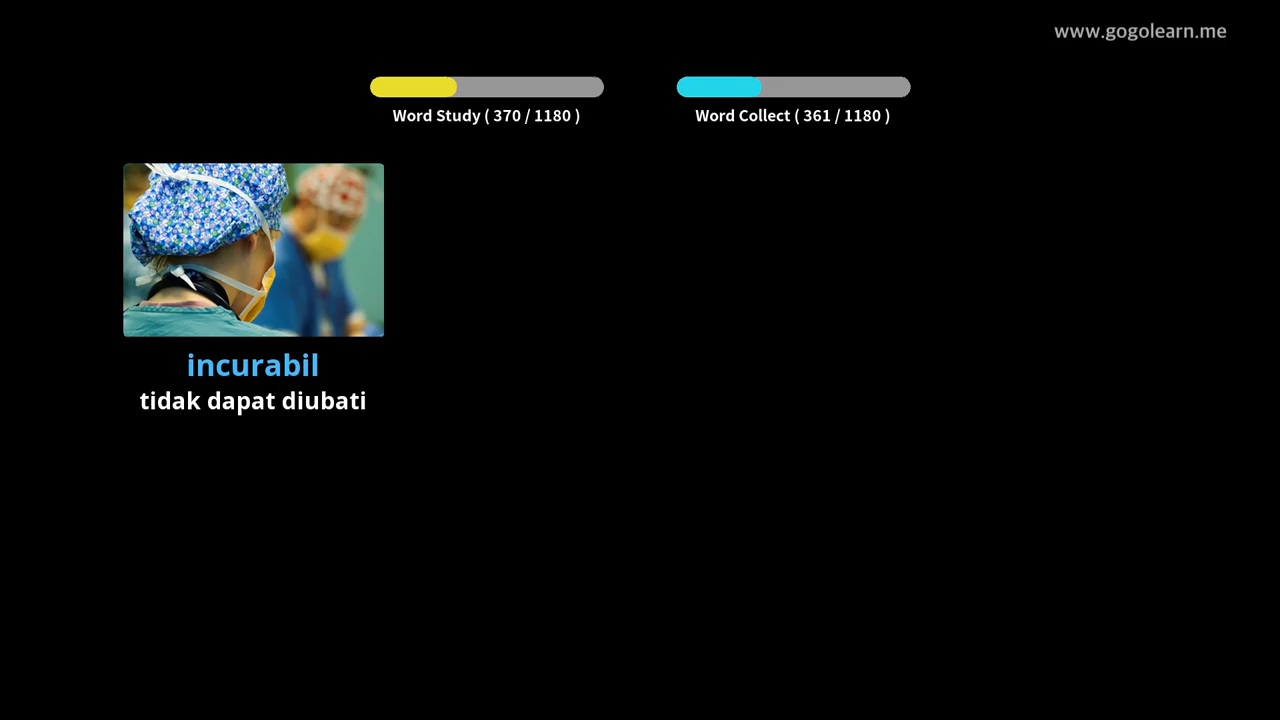 www.gogolearn.me
Word Study ( 370 / 1180 )
Word Collect ( 361 / 1180 )
incurabil
tidak dapat diubati